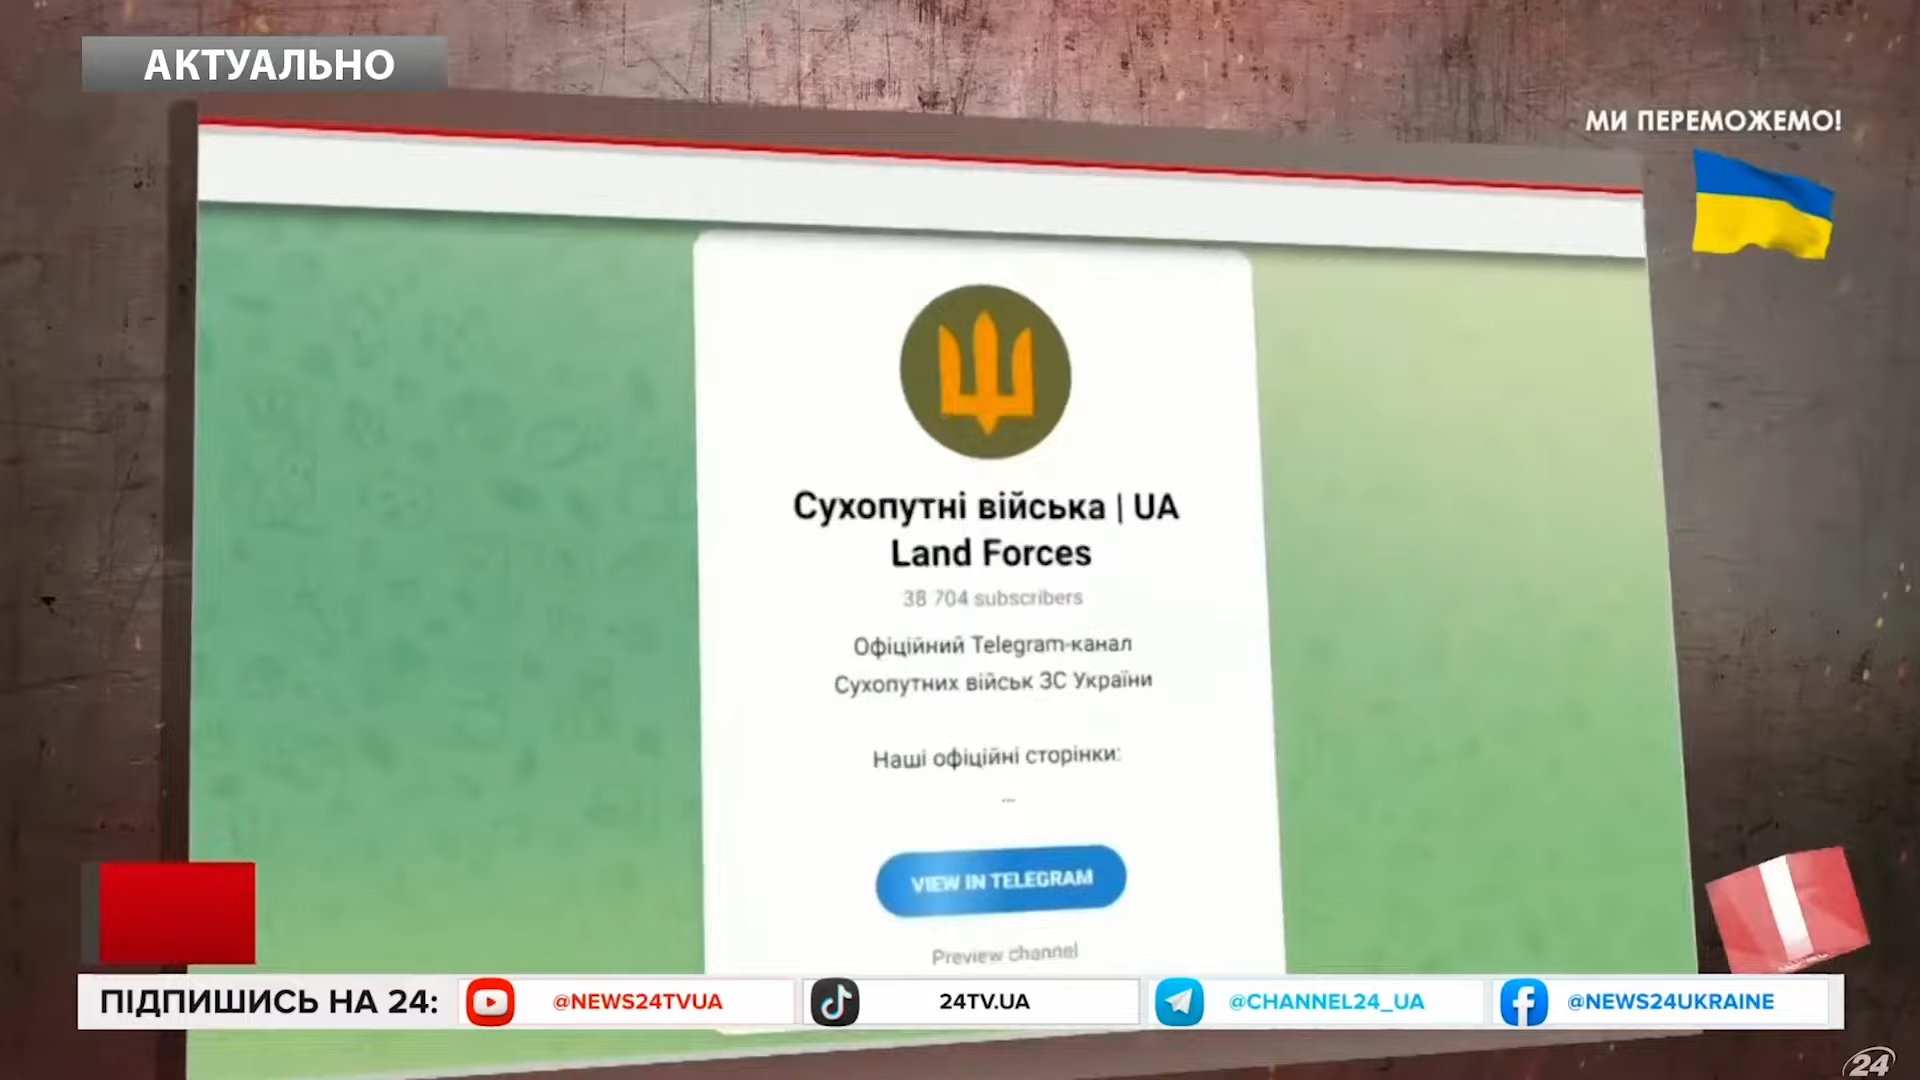 АКТУАЛЬНО
МИ ПЕРЕМОЖЕМО!
Сухопутні війська | UA
Land Forces
38 704 subscribers
Офіційний Telegram-канал
Сухопутних військ ЗС України
Наші офіційні сторінки:
...
VIEW IN TELEGRAM
Preview channel
ПІДПИШИСЬ НА 24:
@NEWS24TVUA
24TV.UA
@CHANNEL24_UA
@NEWS24UKRAINE
24